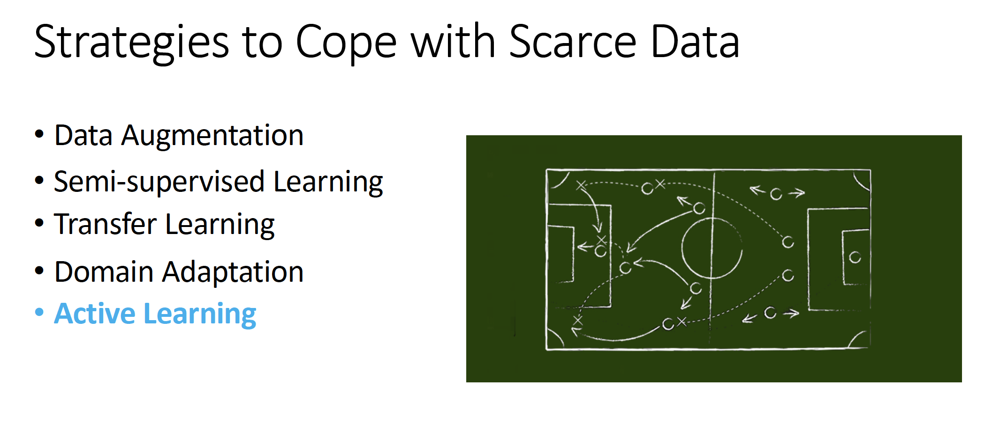 Strategies to Cope with Scarce Data
• Data Augmentation
• Semi-supervised Learning
• Transfer Learning
• Domain Adaptation
• Active Learning